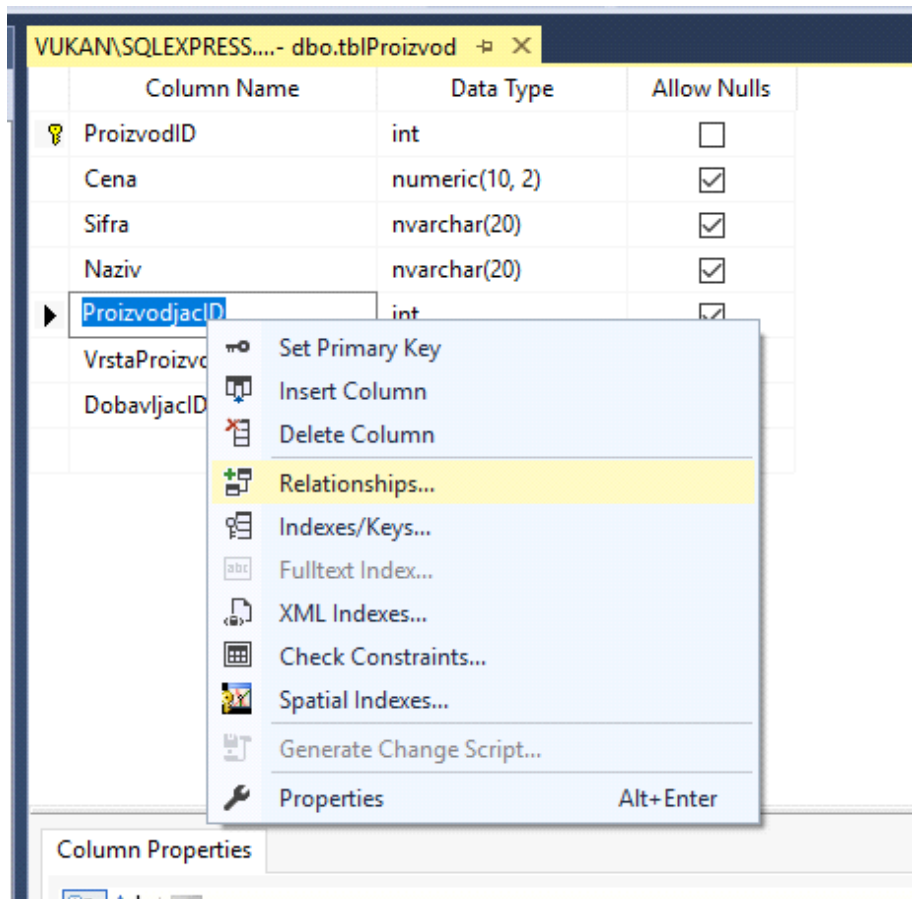 VUKAN\SQLEXPRESS....- dbo.tblProizvod
Column Name Data Type Allow Nulls
ProizvodID int
Cena numeric(10, 2)
Sifra nvarchar(20)
Naziv nvarchar(20)
ProizvodjacID int
VrstaProizvo
DobavljacID
Set Primary Key
Insert Column
Delete Column
Relationships...
Indexes/Keys...
Fulltext Index...
XML Indexes...
Check Constraints...
Spatial Indexes...
Generate Change Script...
Properties Alt+Enter
Column Properties